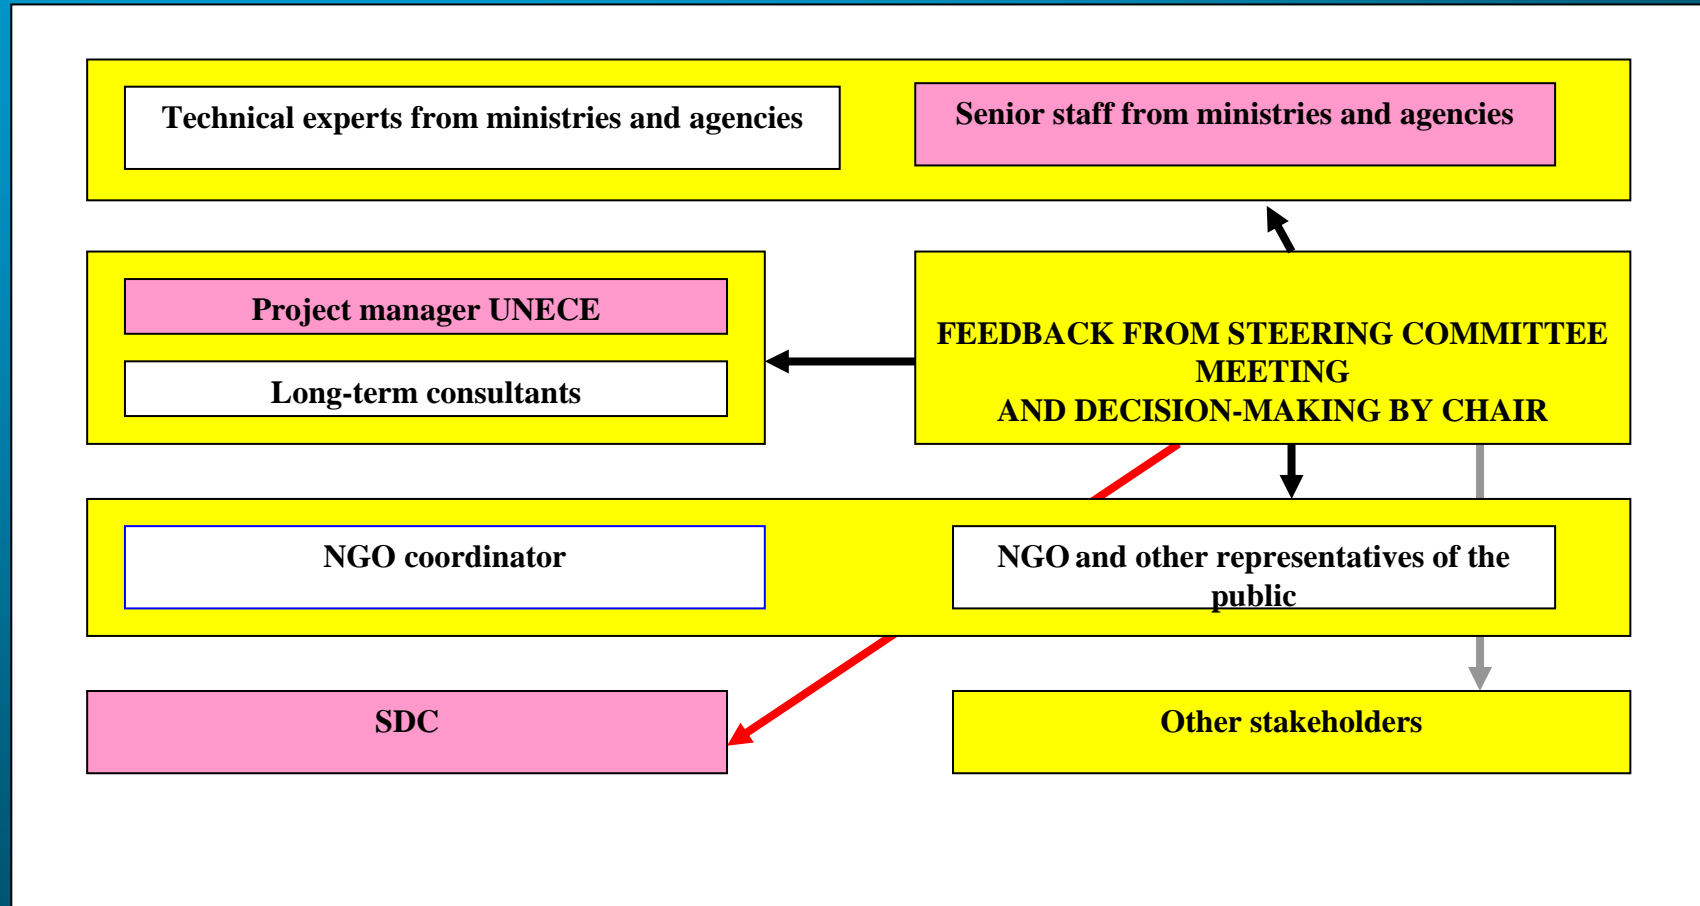 Technical experts from ministries and agencies
Senior staff from ministries and agencies
Project manager UNECE
Long-term consultants
FEEDBACK FROM STEERING COMMITTEE
MEETING
AND DECISION-MAKING BY CHAIR
NGO coordinator
NGO and other representatives of the
public
SDC
Other stakeholders